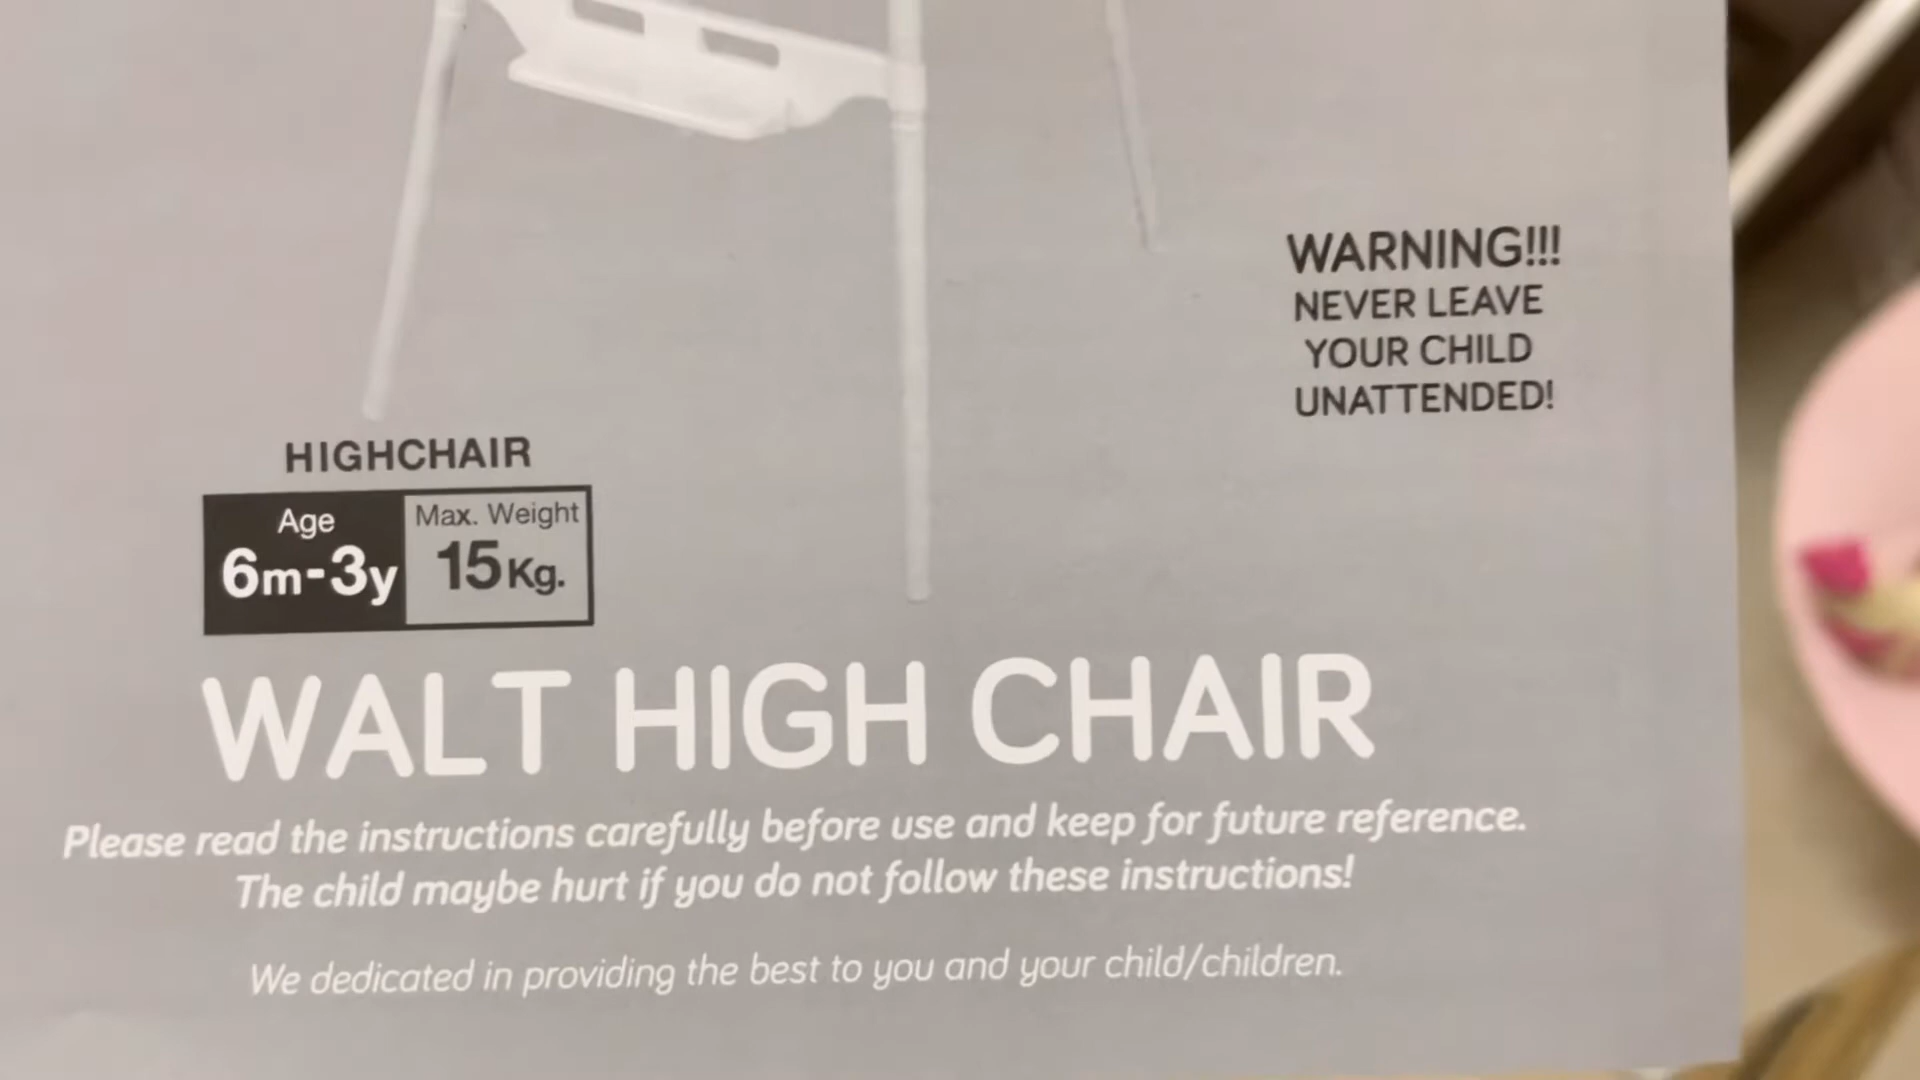 WARNING!!!
NEVER LEAVE
YOUR CHILD
UNATTENDED!
HIGHCHAIR
Age
6m-3y
Max. Weight
15Kg.
WALT HIGH CHAIR
Please read the instructions carefully before use and keep for future reference.
The child maybe hurt if you do not follow these instructions!
We dedicated in providing the best to you and your child/children.